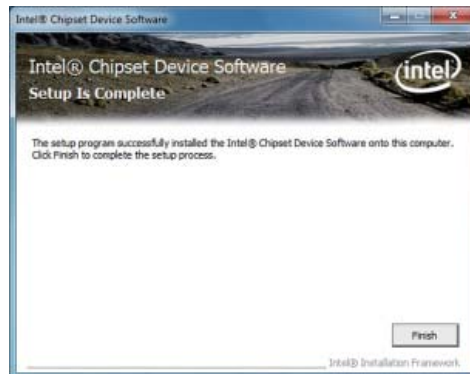 Intel® Chipset Device Software
Intel® Chipset Device Software
(intel)
Setup Is Complete
The setup program successfully installed the Intel® Chipset Device Software onto this computer.
Click Finish to complete the setup process.
Finish
Intel® Installation Framework